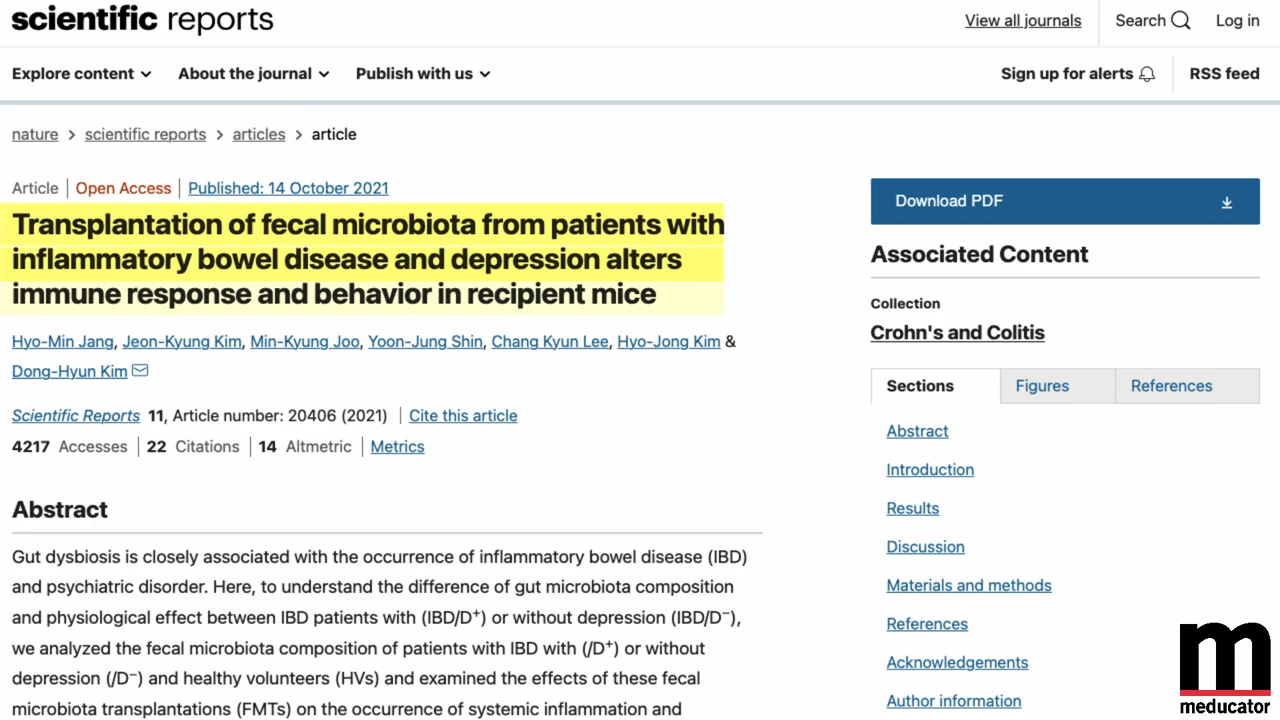 scientific reports
View all journals
Search
Log in
Explore content
About the journal
Publish with us
Sign up for alerts
RSS feed
nature > scientific reports > articles > article
Article | Open Access | Published: 14 October 2021
Transplantation of fecal microbiota from patients with
inflammatory bowel disease and depression alters
immune response and behavior in recipient mice
Hyo-Min Jang, Jeon-Kyung Kim, Min-Kyung Joo, Yoon-Jung Shin, Chang Kyun Lee, Hyo-Jong Kim &
Dong-Hyun Kim
Scientific Reports 11, Article number: 20406 (2021) | Cite this article
4217 Accesses | 22 Citations | 14 Altmetric | Metrics
Abstract
Gut dysbiosis is closely associated with the occurrence of inflammatory bowel disease (IBD)
and psychiatric disorder. Here, to understand the difference of gut microbiota composition
and physiological effect between IBD patients with (IBD/D⁺) or without depression (IBD/D⁻),
we analyzed the fecal microbiota composition of patients with IBD with (/D⁺) or without
depression (/D⁻) and healthy volunteers (HVs) and examined the effects of these fecal
microbiota transplantations (FMTs) on the occurrence of systemic inflammation and
Download PDF
Associated Content
Collection
Crohn's and Colitis
Sections
Figures
References
Abstract
Introduction
Results
Discussion
Materials and methods
References
Acknowledgements
Author information
m
meducator